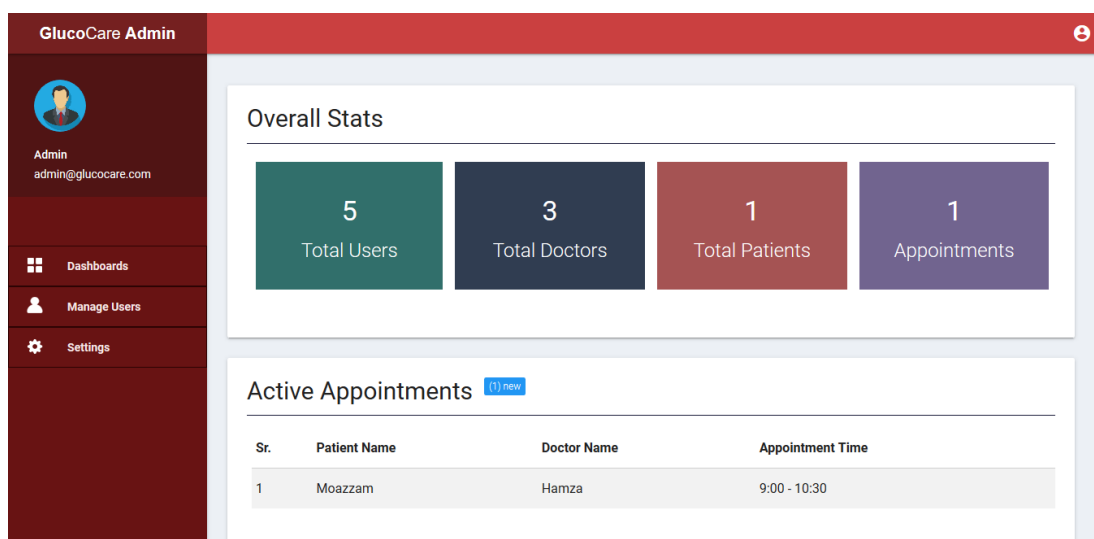 GlucoCare Admin
Admin
admin@glucocare.com
Dashboards
Manage Users
Settings
Overall Stats
5
Total Users
3
Total Doctors
1
Total Patients
1
Appointments
Active Appointments (1) new
Sr. Patient Name Doctor Name Appointment Time
1 Moazzam Hamza 9:00 - 10:30